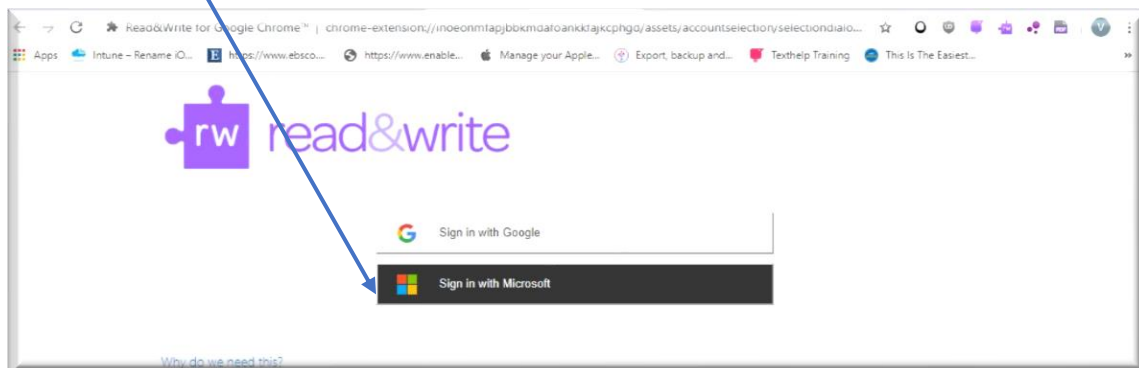 Read&Write for Google Chrome™ | chrome-extension://inoeonmfapjbbkmdafoankkfajkcphgd/assets/accountselection/selectiondialo...
Apps Intune – Rename iO... E https://www.ebsco... https://www.enable... Manage your Apple... Export, backup and... Texthelp Training This Is The Easiest... »
rw read&write
Sign in with Google
Sign in with Microsoft
Why do we need this?